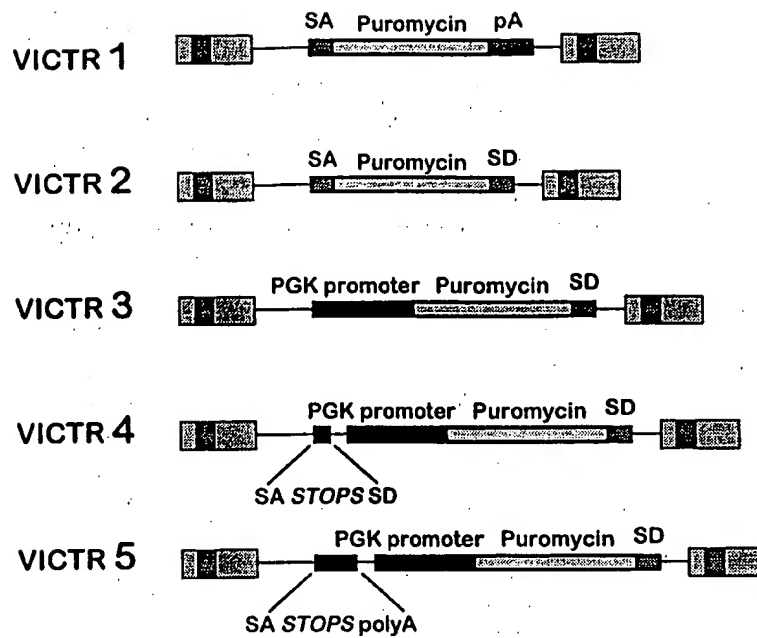 SA Puromycin pA
VICTR 1
SA Puromycin SD
VICTR 2
PGK promoter Puromycin SD
VICTR 3
PGK promoter Puromycin SD
VICTR 4
SA STOPS SD
PGK promoter Puromycin SD
VICTR 5
SA STOPS polyA